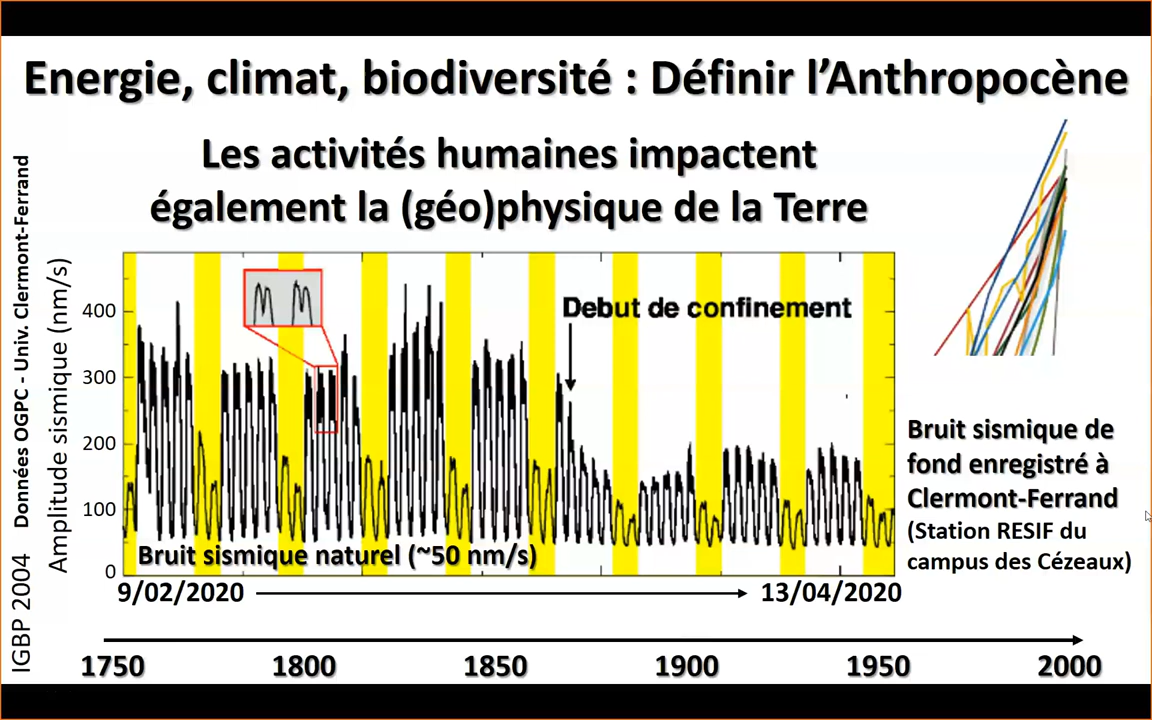 Energie, climat, biodiversité : Définir l’Anthropocène
Les activités humaines impactent
également la (géo)physique de la Terre
IGBP 2004
Données OGPC - Univ. Clermont-Ferrand
Amplitude sismique (nm/s)
400
300
200
100
0
Debut de confinement
Bruit sismique naturel (~50 nm/s)
9/02/2020
13/04/2020
Bruit sismique de
fond enregistré à
Clermont-Ferrand
(Station RESIF du
campus des Cézeaux)
1750
1800
1850
1900
1950
2000